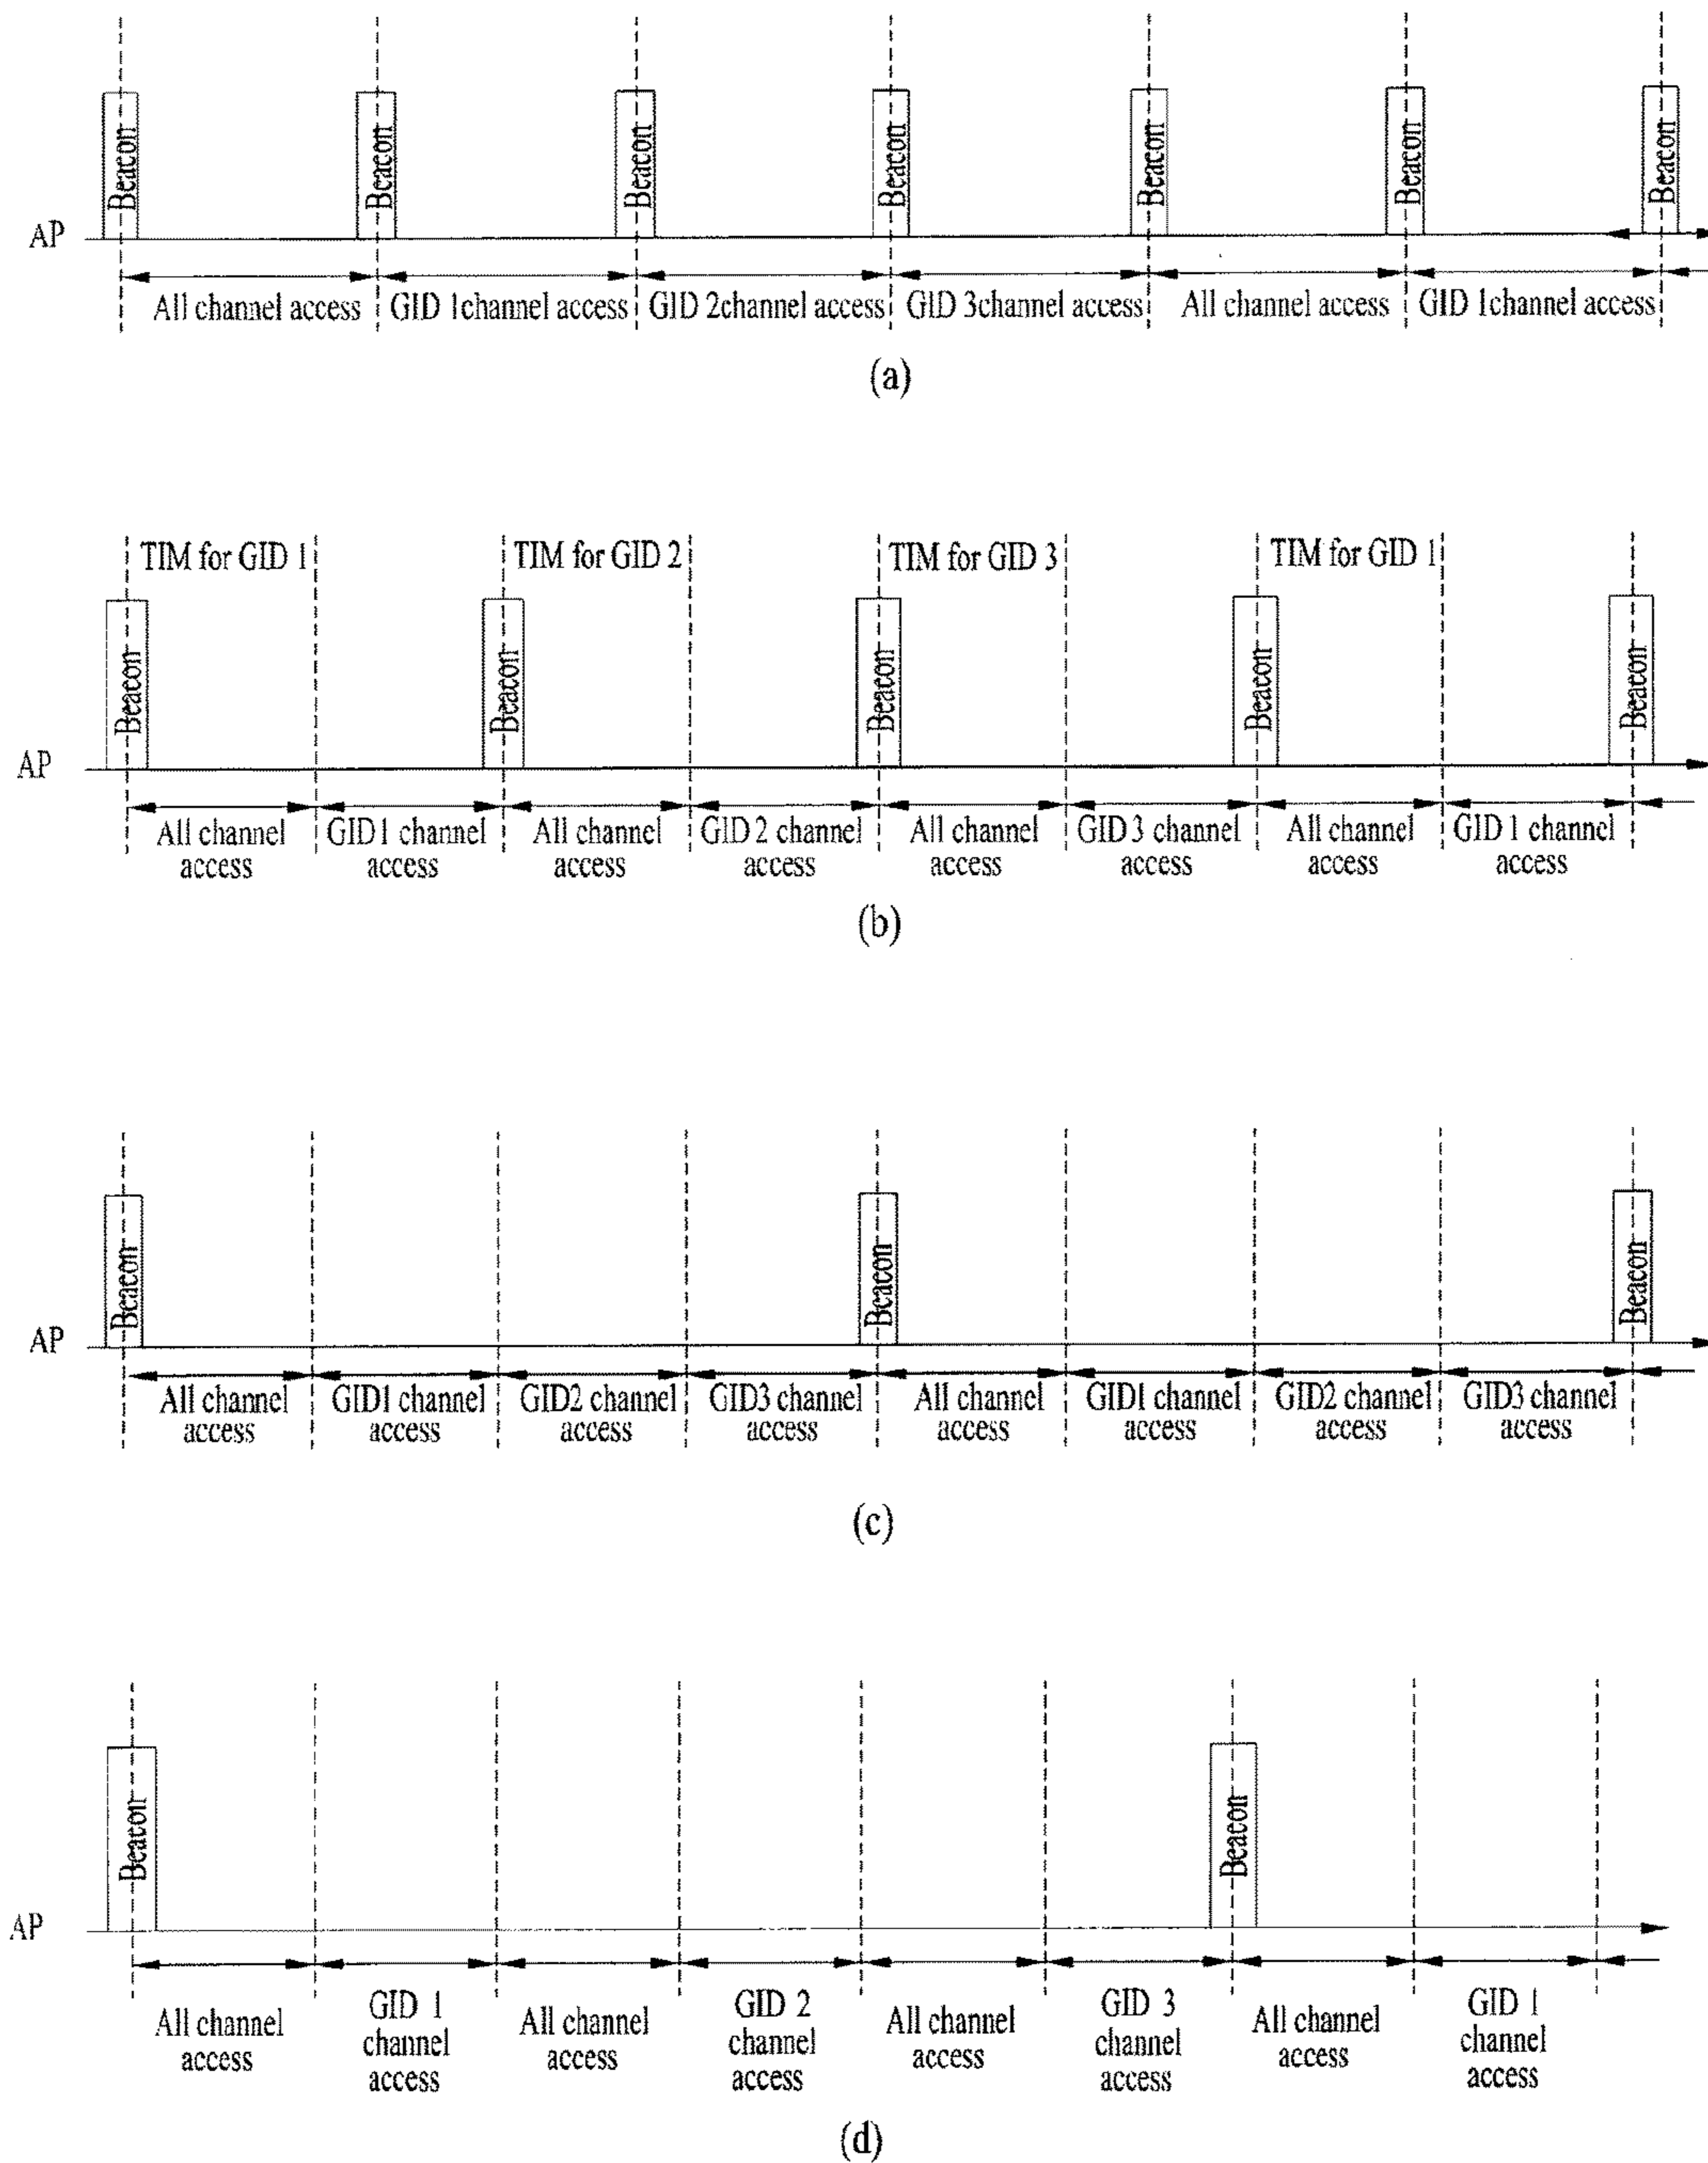 Beacon Beacon Beacon Beacon Beacon Beacon Beacon
AP
All channel access GID 1channel access GID 2channel access GID 3channel access All channel access GID 1channel access
(a)
TIM for GID 1 TIM for GID 2 TIM for GID 3 TIM for GID 1
Beacon Beacon Beacon Beacon Beacon
AP
All channel GID1 channel All channel GID 2 channel All channel GID 3 channel All channel GID 1 channel
access access access access access access access access
(b)
Beacon Beacon Beacon
AP
All channel GID1 channel GID2 channel GID3 channel All channel GID1 channel GID2 channel GID3 channel
access access access access access access access access
(c)
Beacon Beacon
AP
All channel access
GID 1 channel access
All channel access
GID 2 channel access
All channel access
GID 3 channel access
All channel access
GID 1 channel access
(d)